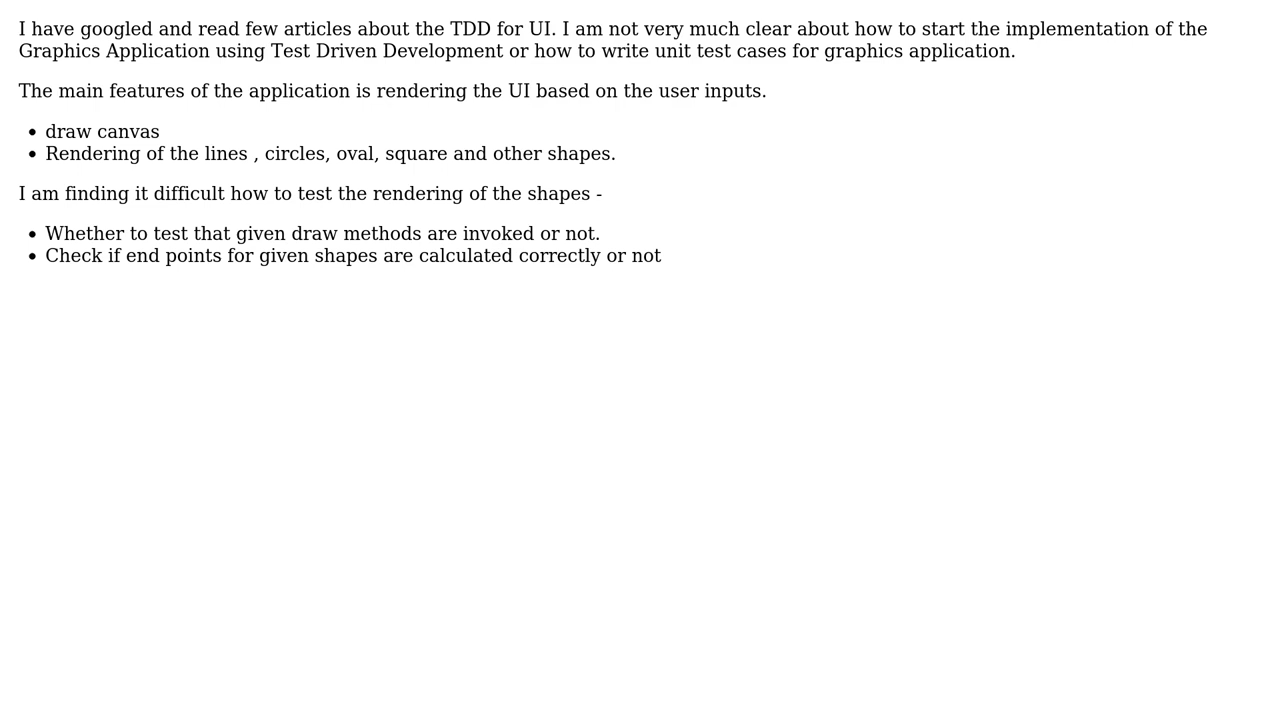 I have googled and read few articles about the TDD for UI. I am not very much clear about how to start the implementation of the
Graphics Application using Test Driven Development or how to write unit test cases for graphics application.
The main features of the application is rendering the UI based on the user inputs.
• draw canvas
• Rendering of the lines , circles, oval, square and other shapes.
I am finding it difficult how to test the rendering of the shapes -
• Whether to test that given draw methods are invoked or not.
• Check if end points for given shapes are calculated correctly or not